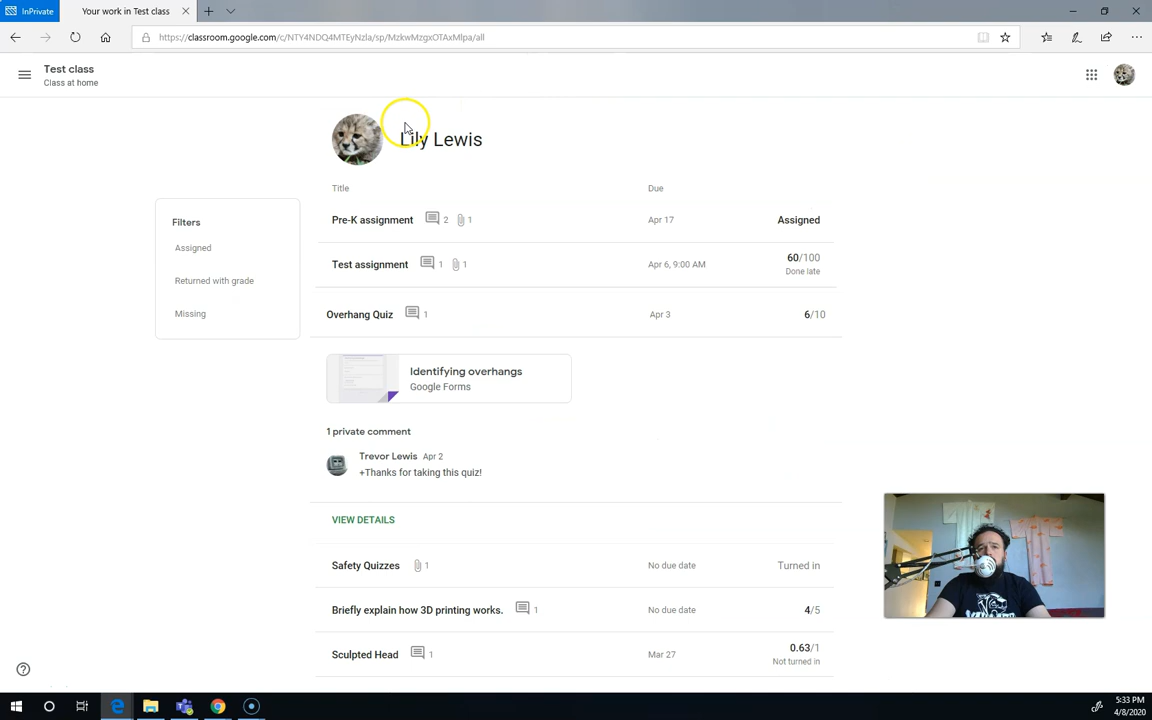 InPrivate
Your work in Test class
https://classroom.google.com/c/NTY4NDQ4MTEyNzla/sp/MzkwMzgxOTAxMlpa/all
Test class
Class at home
Lily Lewis
Title Due
Filters
Assigned
Returned with grade
Missing
Pre-K assignment 2 1 Apr 17 Assigned
Test assignment 1 1 Apr 6, 9:00 AM 60/100
Done late
Overhang Quiz 1 Apr 3 6/10
Identifying overhangs
Google Forms
1 private comment
Trevor Lewis Apr 2
+Thanks for taking this quiz!
VIEW DETAILS
Safety Quizzes 1 No due date Turned in
Briefly explain how 3D printing works. 1 No due date 4/5
Sculpted Head 1 Mar 27 0.63/1
Not turned in
5:33 PM
4/8/2020